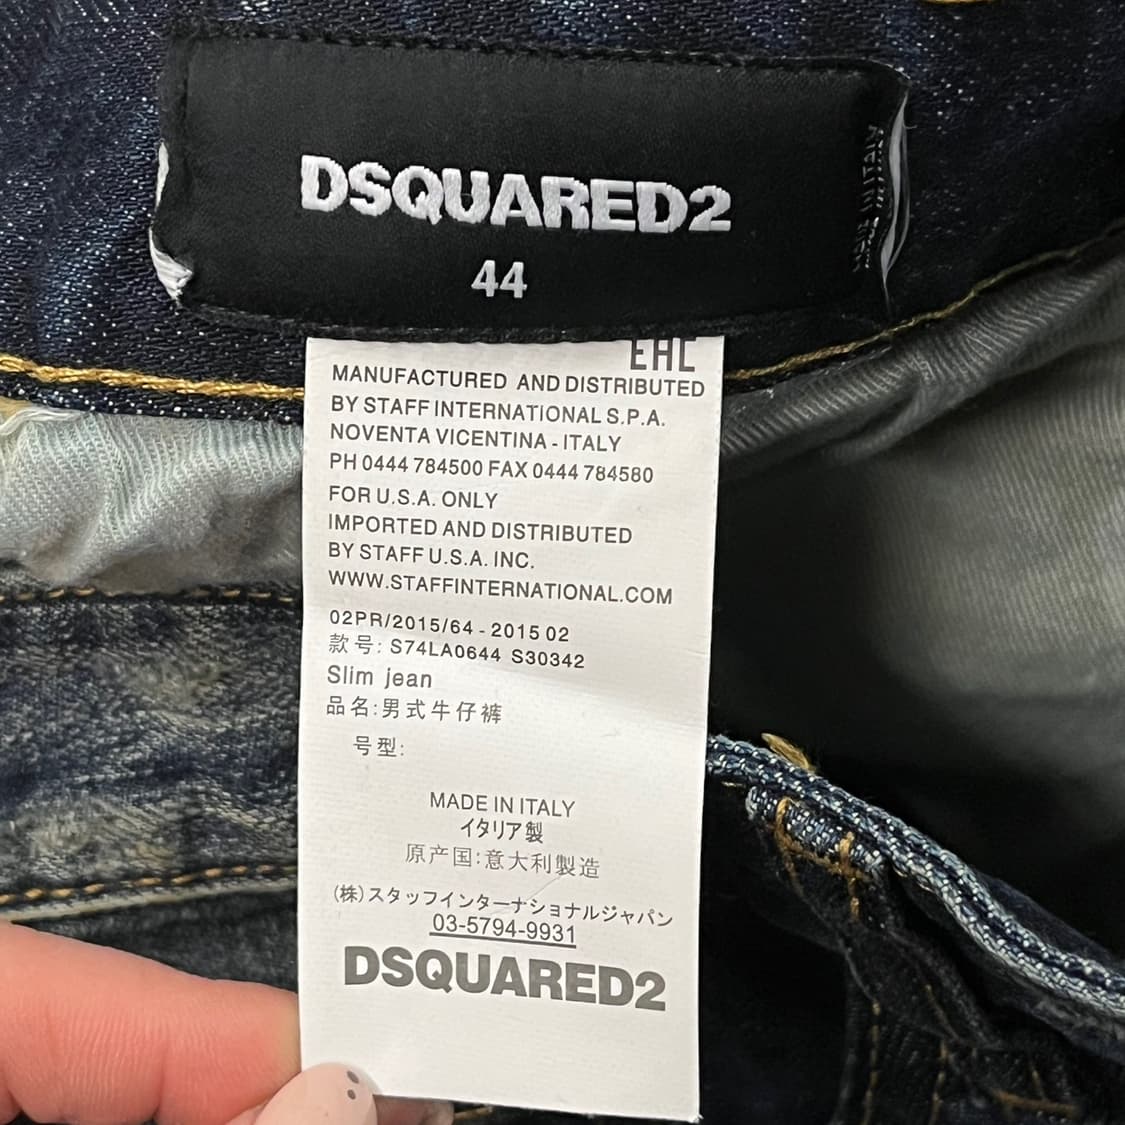 DSQUARED2
44
EAC
MANUFACTURED AND DISTRIBUTED
BY STAFF INTERNATIONAL S.P.A.
NOVENTA VICENTINA - ITALY
PH 0444 784500 FAX 0444 784580
FOR U.S.A. ONLY
IMPORTED AND DISTRIBUTED
BY STAFF U.S.A. INC.
WWW.STAFFINTERNATIONAL.COM
02PR/2015/64 - 2015 02
款号: S74LA0644 S30342
Slim jean
品名:男式牛仔裤
号型:
MADE IN ITALY
イタリア製
原产国:意大利製造
(株)スタッフインターナショナルジャパン
03-5794-9931
DSQUARED2